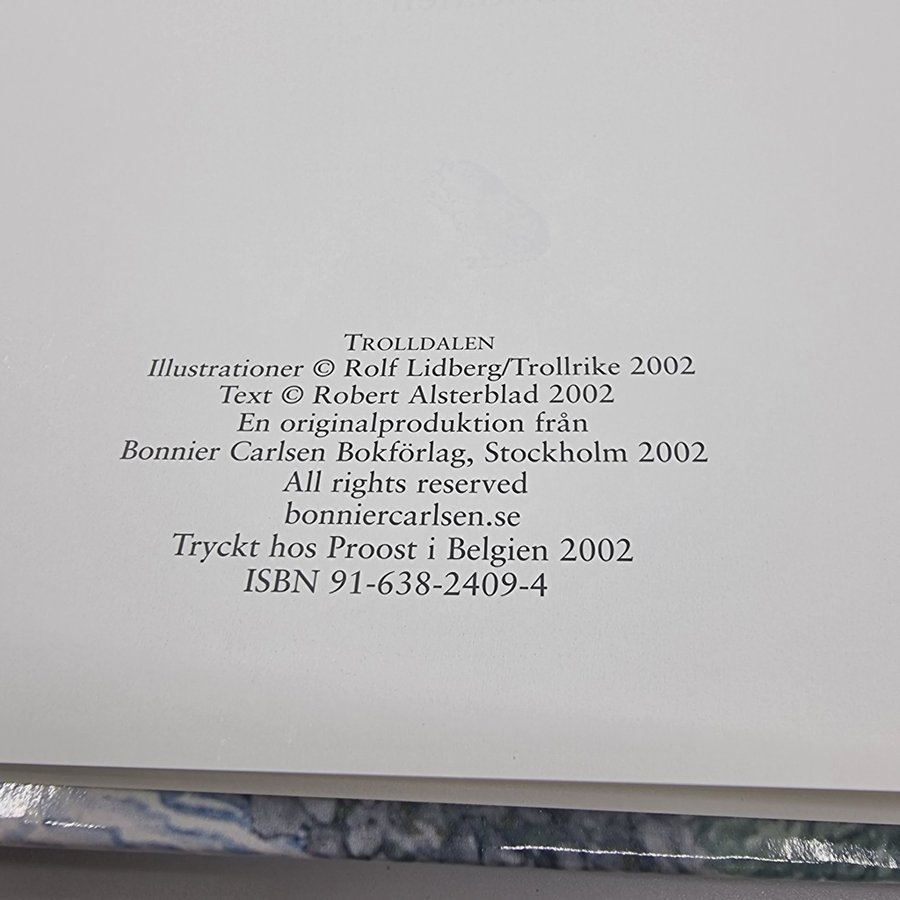 TROLLDALEN
Illustrationer © Rolf Lidberg/Trollrike 2002
Text © Robert Alsterblad 2002
En originalproduktion från
Bonnier Carlsen Bokförlag, Stockholm 2002
All rights reserved
bonniercarlsen.se
Tryckt hos Proost i Belgien 2002
ISBN 91-638-2409-4